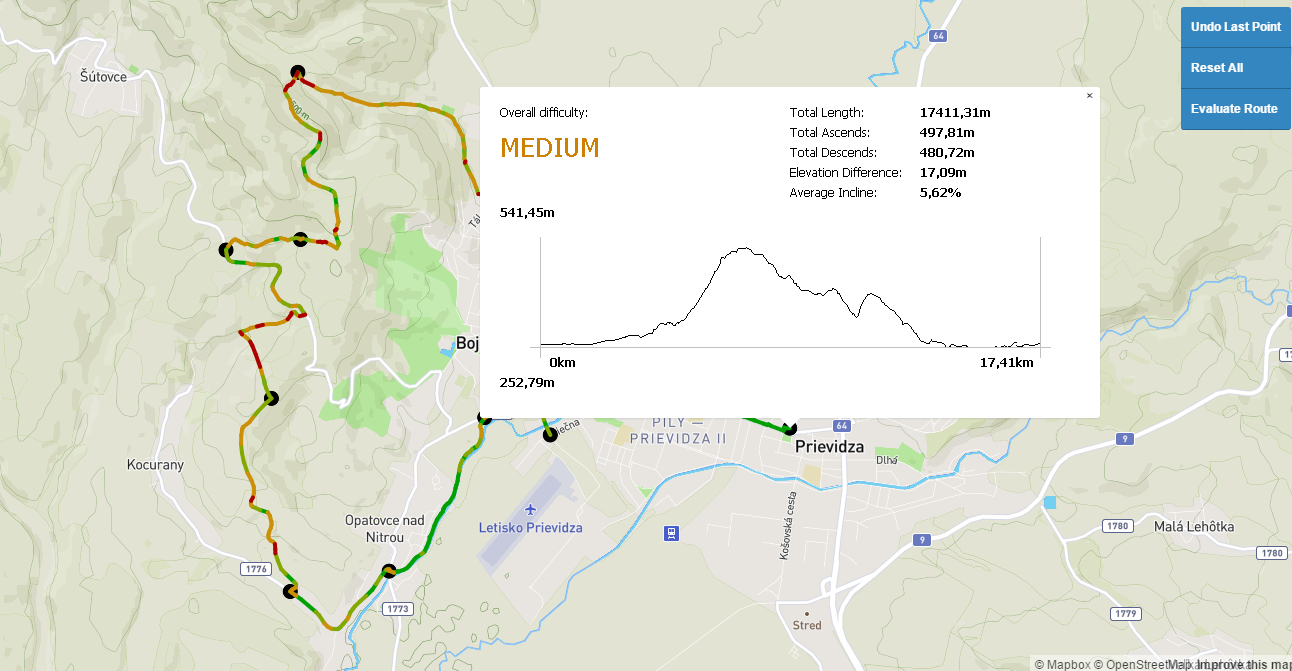 Undo Last Point
Reset All
Evaluate Route
64
Šútovce
500 m
Overall difficulty:
MEDIUM
Total Length: 17411,31m
Total Ascends: 497,81m
Total Descends: 480,72m
Elevation Difference: 17,09m
Average Incline: 5,62%
541,45m
0km
17,41km
252,79m
×
Boj
PÍLY —
PRIEVIDZA II
64
Prievidza
9
Dlhá
Kocurany
Košovská cesta
Opatovce nad
Nitrou
Letisko Prievidza
1780
Malá Lehôtka
9
1780
1776
1773
1779
Stred
© Mapbox © OpenStreetMap Improve this map